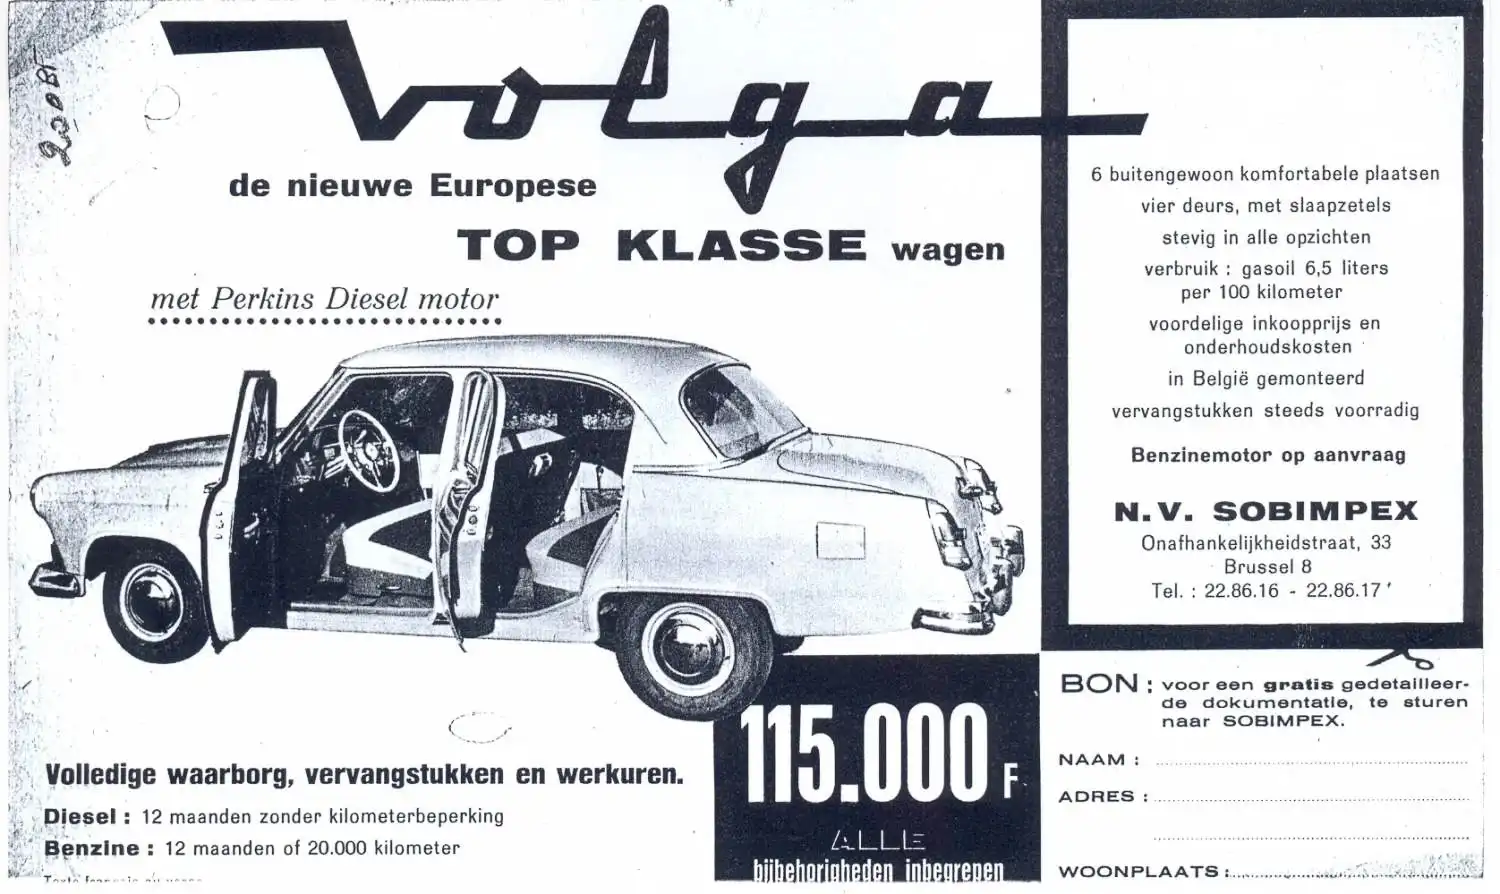 Volga
de nieuwe Europese
TOP KLASSE wagen
met Perkins Diesel motor
6 buitengewoon komfortabele plaatsen
vier deurs, met slaapzetels
stevig in alle opzichten
verbruik : gasoil 6,5 liters
per 100 kilometer
voordelige inkoopprijs en
onderhoudskosten
in België gemonteerd
vervangstukken steeds voorradig
Benzinemotor op aanvraag
N.V. SOBIMPEX
Onafhankelijkheidstraat, 33
Brussel 8
Tel. : 22.86.16 - 22.86.17
115.000 F
ALLE
bijbehorigheden inbegrepen
Volledige waarborg, vervangstukken en werkuren.
Diesel : 12 maanden zonder kilometerbeperking
Benzine : 12 maanden of 20.000 kilometer
BON : voor een gratis gedetailleer-
de dokumentatie, te sturen
naar SOBIMPEX.
NAAM :
ADRES :
WOONPLAATS :